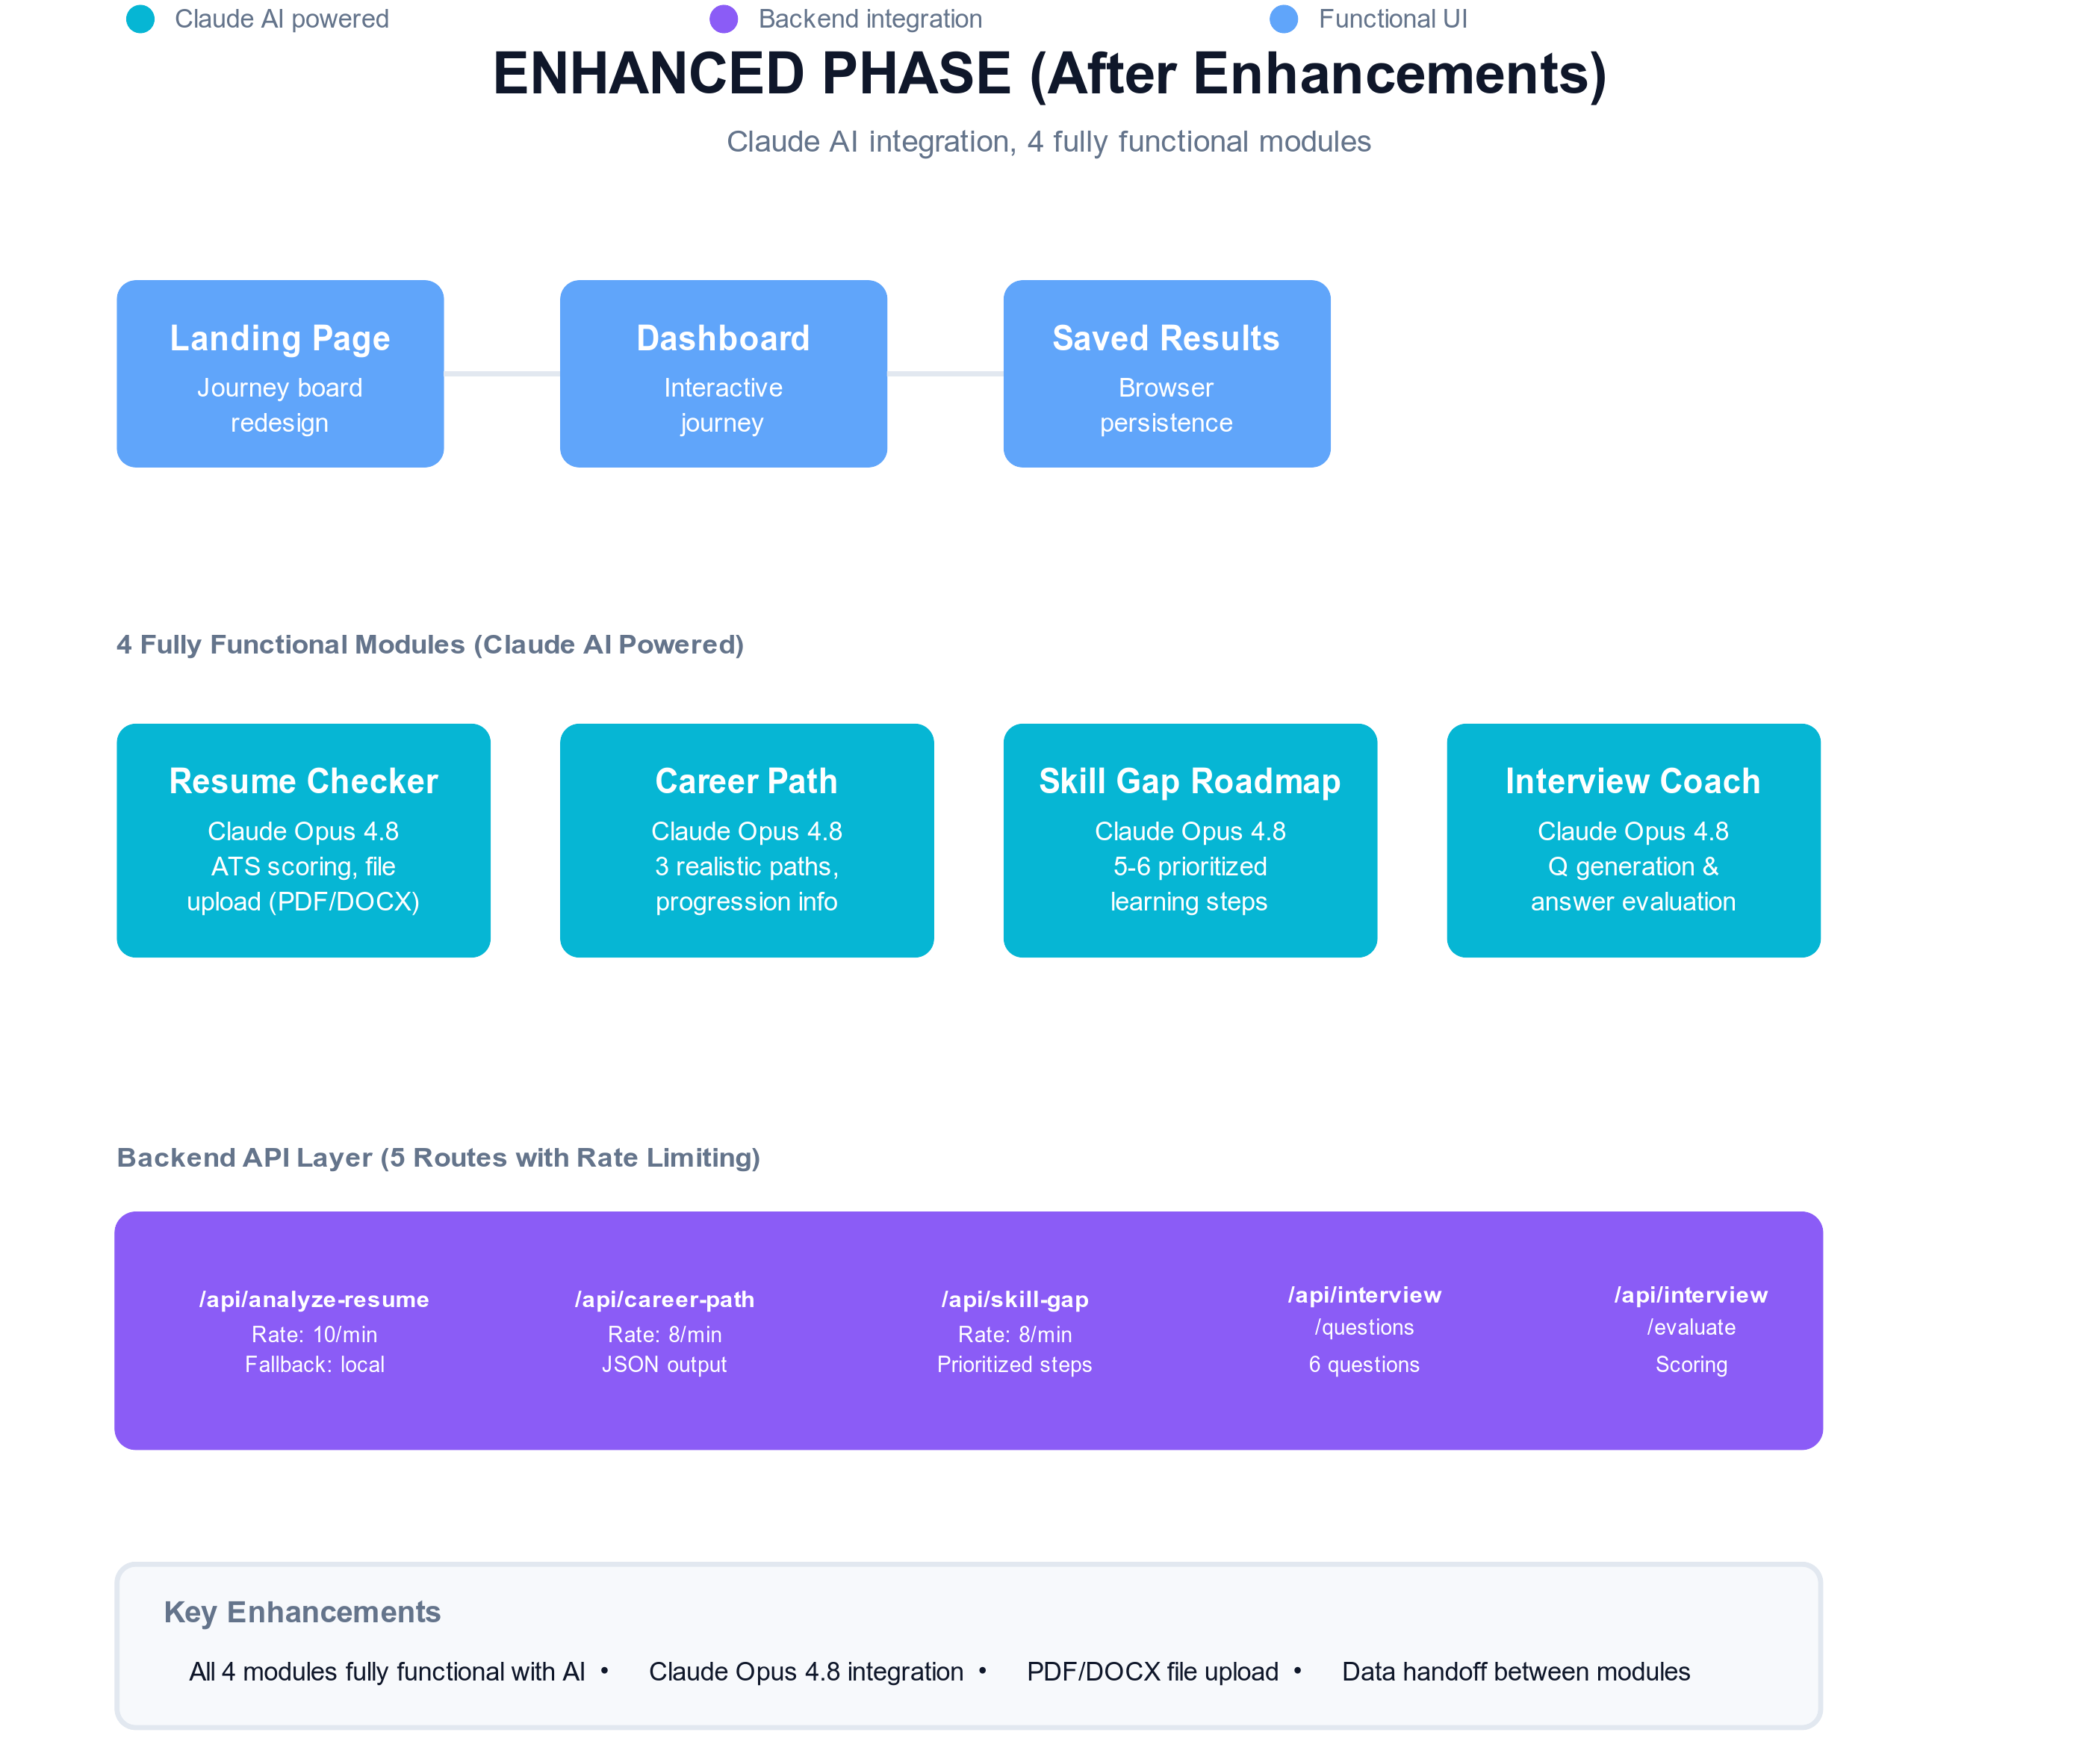 Claude AI powered
Backend integration
Functional UI
ENHANCED PHASE (After Enhancements)
Claude AI integration, 4 fully functional modules
Landing Page
Journey board
redesign
Dashboard
Interactive
journey
Saved Results
Browser
persistence
4 Fully Functional Modules (Claude AI Powered)
Resume Checker
Claude Opus 4.8
ATS scoring, file
upload (PDF/DOCX)
Career Path
Claude Opus 4.8
3 realistic paths,
progression info
Skill Gap Roadmap
Claude Opus 4.8
5-6 prioritized
learning steps
Interview Coach
Claude Opus 4.8
Q generation &
answer evaluation
Backend API Layer (5 Routes with Rate Limiting)
/api/analyze-resume
Rate: 10/min
Fallback: local
/api/career-path
Rate: 8/min
JSON output
/api/skill-gap
Rate: 8/min
Prioritized steps
/api/interview
/questions
6 questions
/api/interview
/evaluate
Scoring
Key Enhancements
All 4 modules fully functional with AI • Claude Opus 4.8 integration • PDF/DOCX file upload • Data handoff between modules